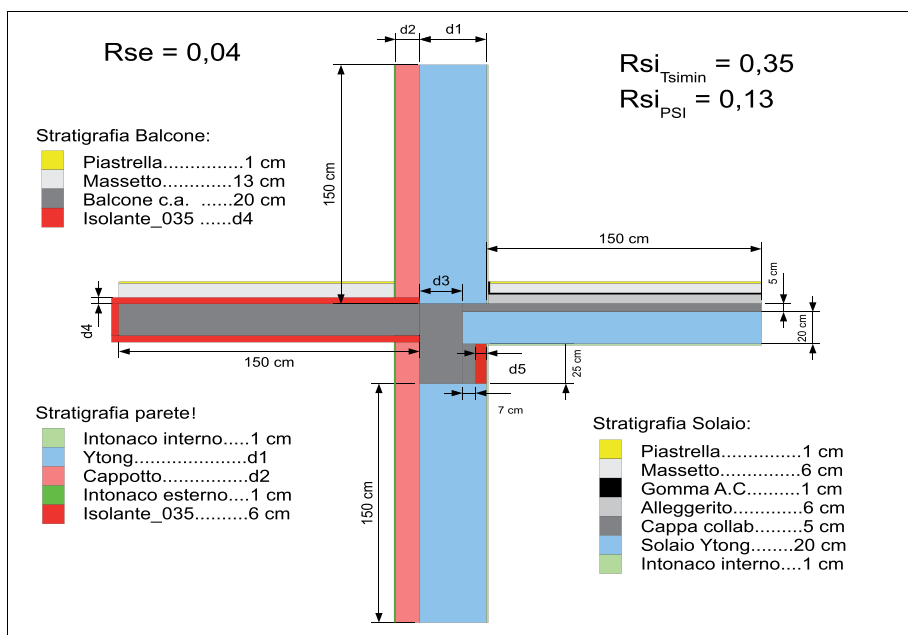 d2
d1
Rse = 0,04
Rsi Tsimin = 0,35
Rsi PSI = 0,13
Stratigrafia Balcone:
Piastrella...............1 cm
Massetto.............13 cm
Balcone c.a. ......20 cm
Isolante_035 ......d4
150 cm
150 cm
5 cm
d3
d4
20 cm
150 cm
d5
25 cm
7 cm
Stratigrafia parete!
Intonaco interno.....1 cm
Ytong.....................d1
Cappotto...............d2
Intonaco esterno....1 cm
Isolante_035..........6 cm
150 cm
Stratigrafia Solaio:
Piastrella...............1 cm
Massetto...............6 cm
Gomma A.C..........1 cm
Alleggerito.............6 cm
Cappa collab.........5 cm
Solaio Ytong........20 cm
Intonaco interno....1 cm